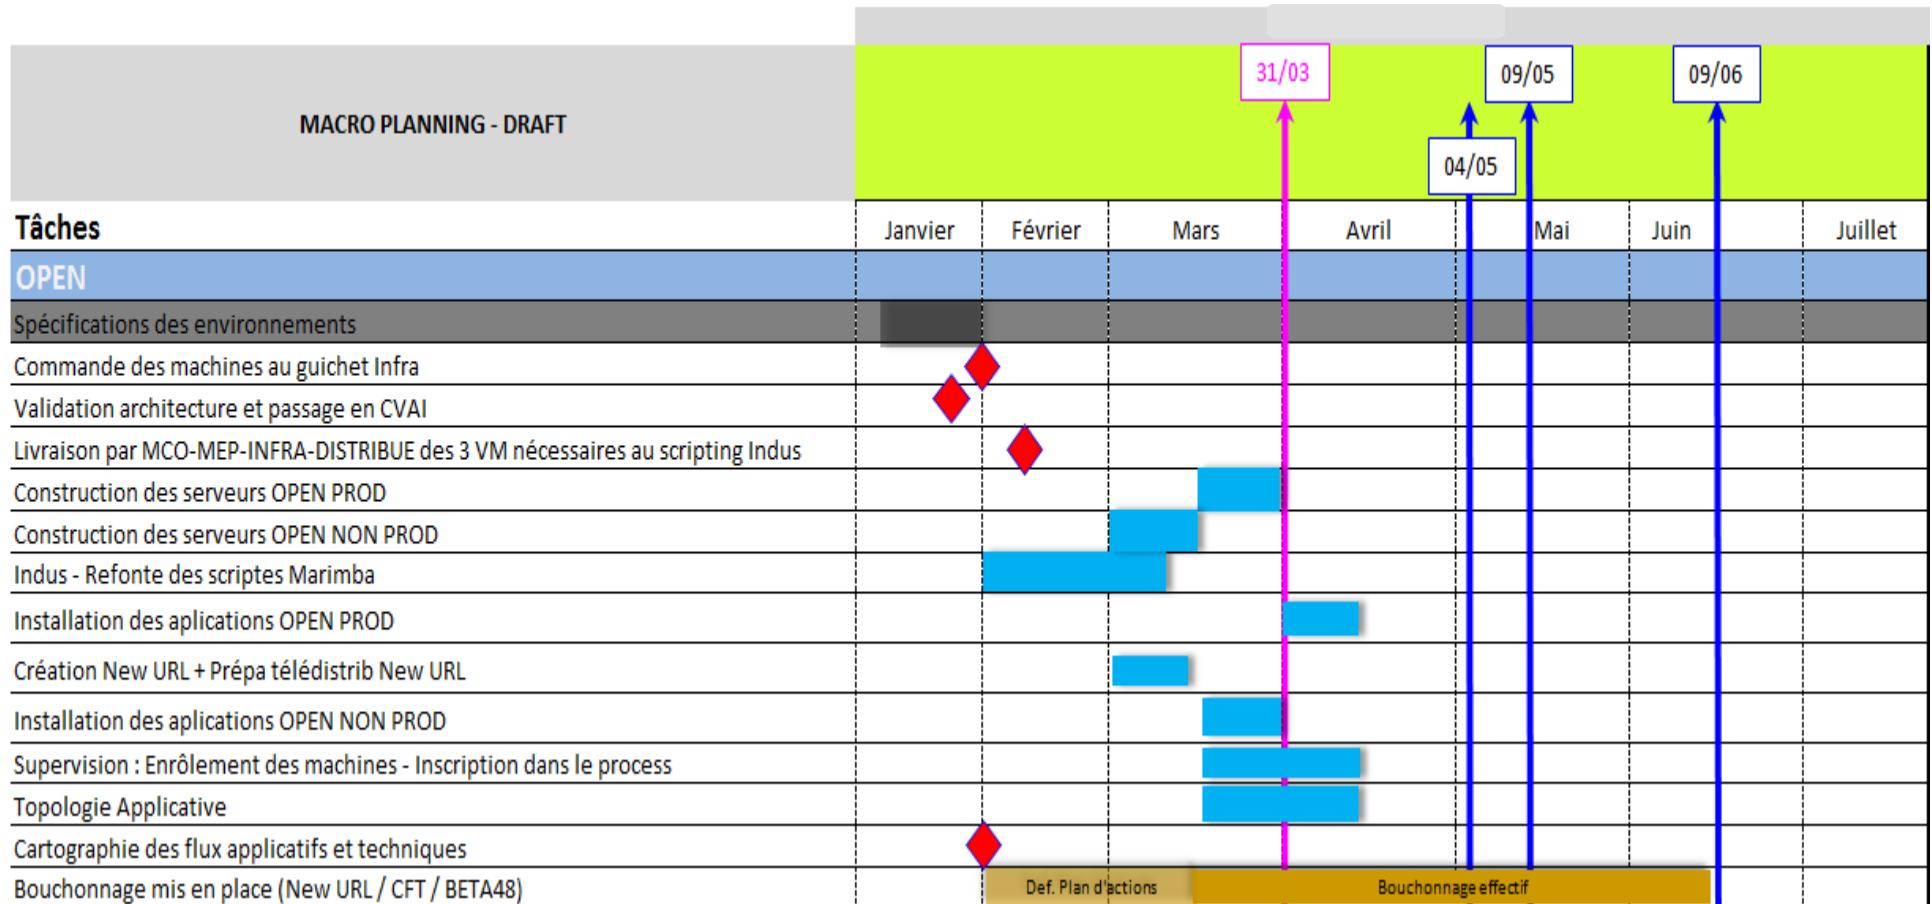 31/03
09/05
09/06
MACRO PLANNING - DRAFT
04/05
Tâches Janvier Février Mars Avril Mai Juin Juillet
OPEN
Spécifications des environnements
Commande des machines au guichet Infra
Validation architecture et passage en CVAI
Livraison par MCO-MEP-INFRA-DISTRIBUE des 3 VM nécessaires au scripting Indus
Construction des serveurs OPEN PROD
Construction des serveurs OPEN NON PROD
Indus - Refonte des scriptes Marimba
Installation des aplications OPEN PROD
Création New URL + Prépa télédistrib New URL
Installation des aplications OPEN NON PROD
Supervision : Enrôlement des machines - Inscription dans le process
Topologie Applicative
Cartographie des flux applicatifs et techniques
Bouchonnage mis en place (New URL / CFT / BETA48) Def. Plan d'actions Bouchonnage effectif